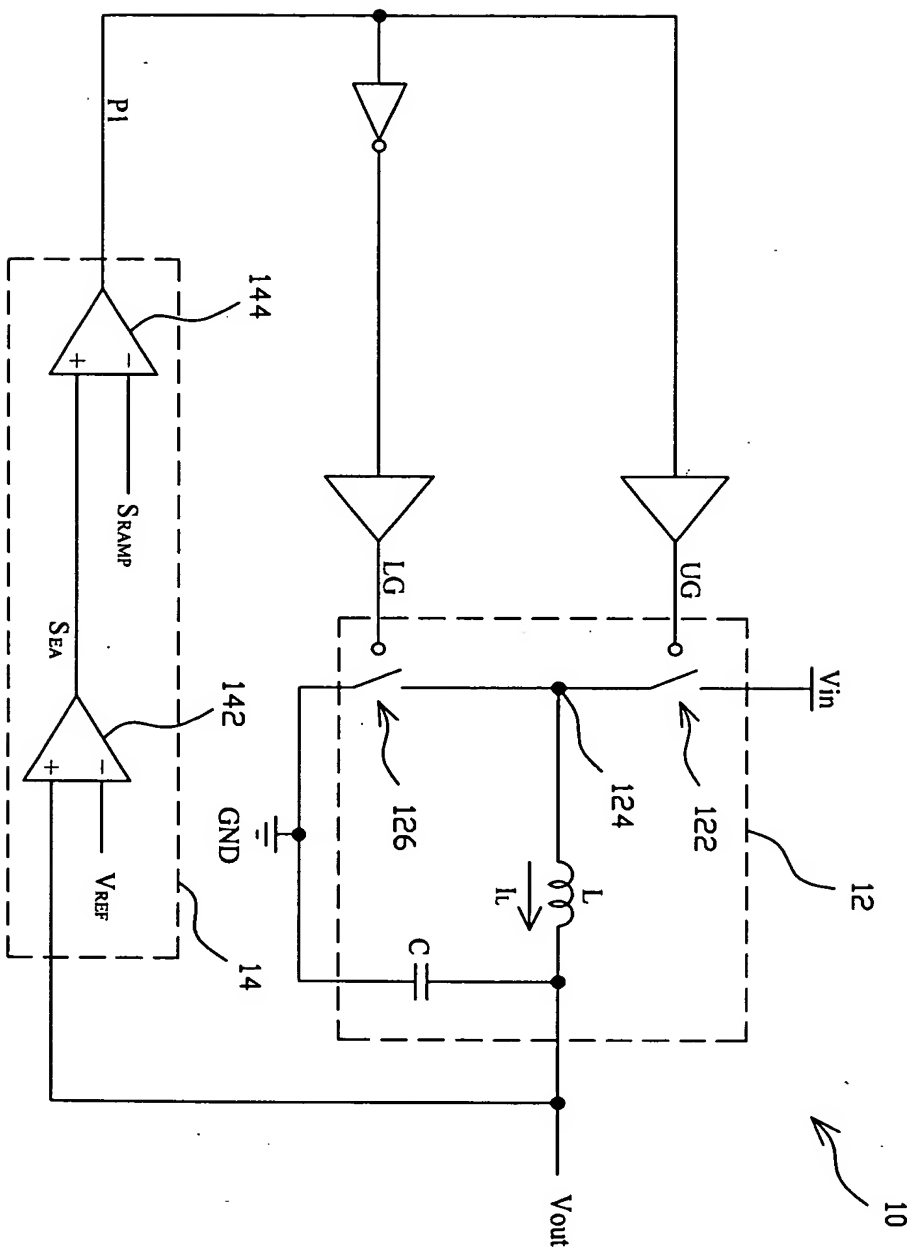 10
12
Vin
122
UG
124
L
IL
Vout
LG
126
C
GND
P1
144
SRAMP
142
SEA
VREF
14
+
−
+
−